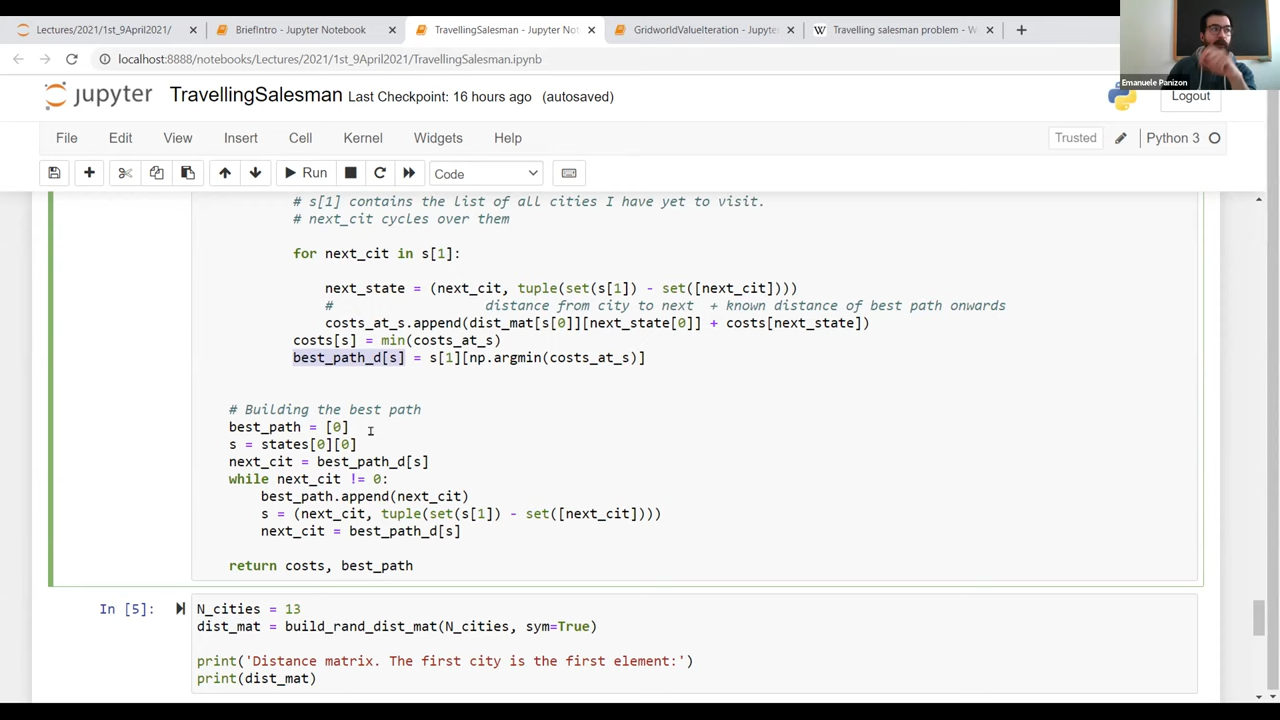 Lectures/2021/1st_9April2021/
BriefIntro - Jupyter Notebook
TravellingSalesman - Jupyter Not
GridworldValueIteration - Jupyte
Travelling salesman problem - W
localhost:8888/notebooks/Lectures/2021/1st_9April2021/TravellingSalesman.ipynb
Emanuele Panizon
jupyter TravellingSalesman Last Checkpoint: 16 hours ago (autosaved)
Logout
File Edit View Insert Cell Kernel Widgets Help
Trusted
Python 3
Run
Code
# s[1] contains the list of all cities I have yet to visit.
# next_cit cycles over them
for next_cit in s[1]:
next_state = (next_cit, tuple(set(s[1]) - set([next_cit])))
# distance from city to next + known distance of best path onwards
costs_at_s.append(dist_mat[s[0]][next_state[0]] + costs[next_state])
costs[s] = min(costs_at_s)
best_path_d[s] = s[1][np.argmin(costs_at_s)]
# Building the best path
best_path = [0]
s = states[0][0]
next_cit = best_path_d[s]
while next_cit != 0:
best_path.append(next_cit)
s = (next_cit, tuple(set(s[1]) - set([next_cit])))
next_cit = best_path_d[s]
return costs, best_path
In [5]:
N_cities = 13
dist_mat = build_rand_dist_mat(N_cities, sym=True)
print('Distance matrix. The first city is the first element:')
print(dist_mat)